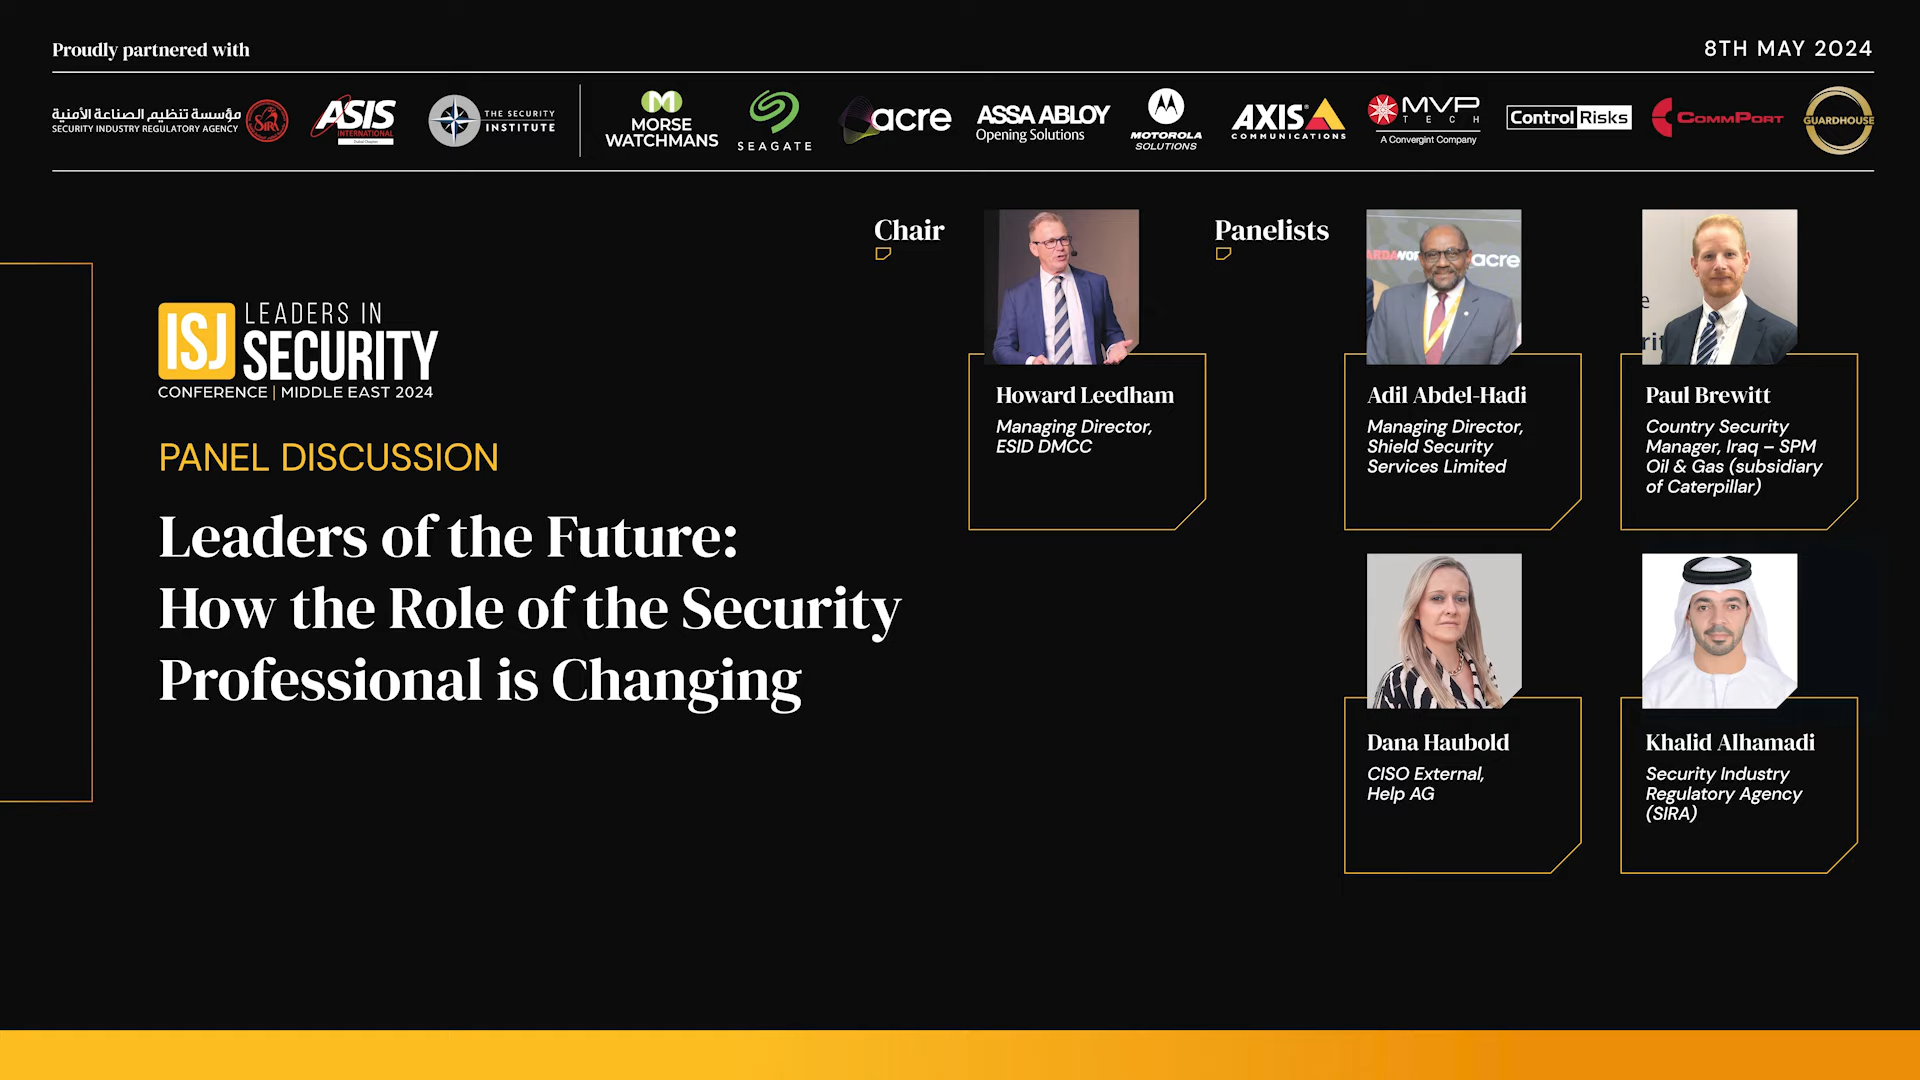 Proudly partnered with
8TH MAY 2024
مؤسسة تنظيم الصناعة الأمنية
SECURITY INDUSTRY REGULATORY AGENCY
SIRA
ASIS
INTERNATIONAL
THE SECURITY
INSTITUTE
MORSE
WATCHMANS
SEAGATE
acre
ASSA ABLOY
Opening Solutions
MOTOROLA
SOLUTIONS
AXIS
COMMUNICATIONS
MVP
TECH
A Convergint Company
Control Risks
COMMPORT
GUARDHOUSE
Chair
Panelists
acre
ISJ LEADERS IN
SECURITY
CONFERENCE | MIDDLE EAST 2024
PANEL DISCUSSION
Leaders of the Future:
How the Role of the Security
Professional is Changing
Howard Leedham
Managing Director,
ESID DMCC
Adil Abdel-Hadi
Managing Director,
Shield Security
Services Limited
Paul Brewitt
Country Security
Manager, Iraq – SPM
Oil & Gas (subsidiary
of Caterpillar)
Dana Haubold
CISO External,
Help AG
Khalid Alhamadi
Security Industry
Regulatory Agency
(SIRA)